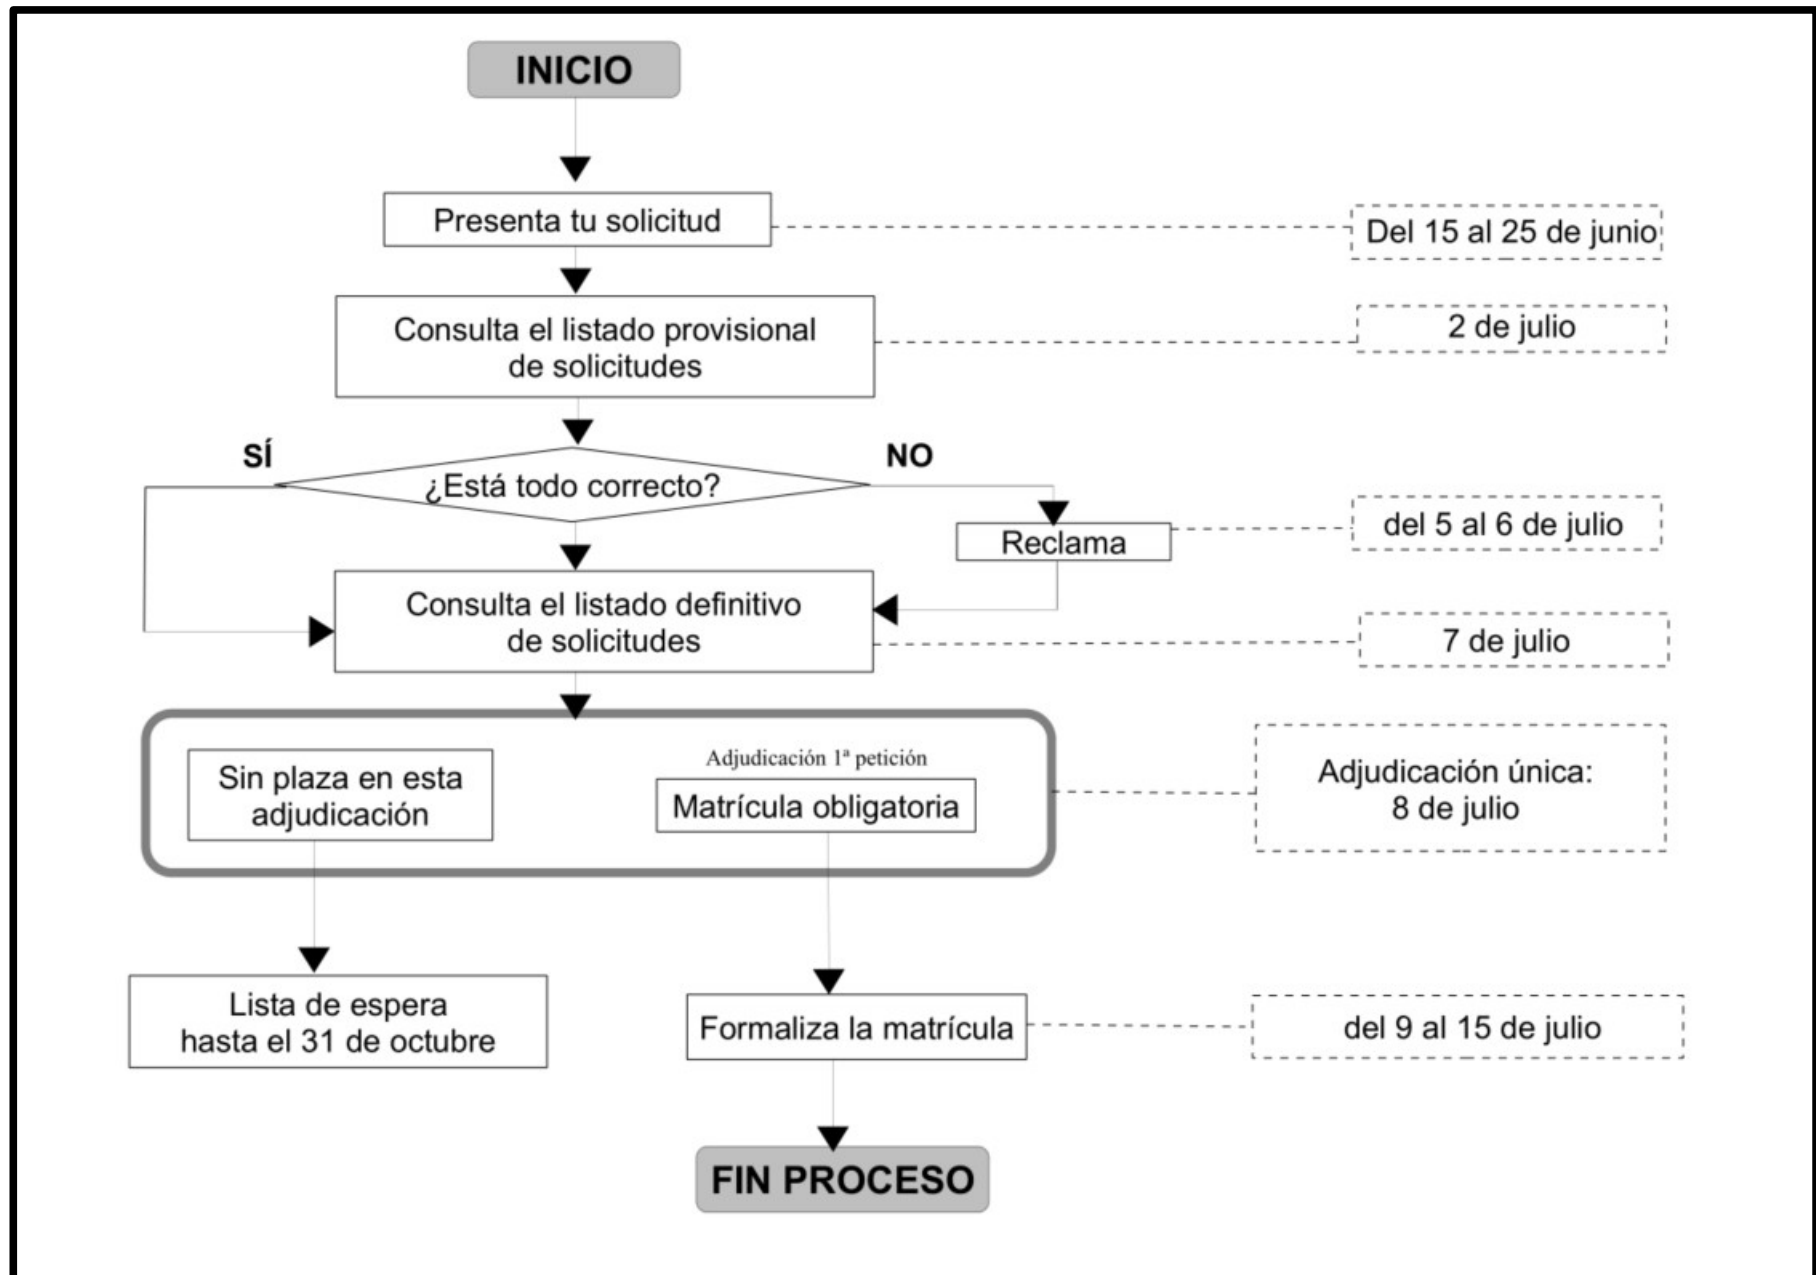 INICIO
Presenta tu solicitud
Del 15 al 25 de junio
Consulta el listado provisional
de solicitudes
2 de julio
SÍ
NO
¿Está todo correcto?
Reclama
del 5 al 6 de julio
Consulta el listado definitivo
de solicitudes
7 de julio
Sin plaza en esta
adjudicación
Adjudicación 1ª petición
Matrícula obligatoria
Adjudicación única:
8 de julio
Lista de espera
hasta el 31 de octubre
Formaliza la matrícula
del 9 al 15 de julio
FIN PROCESO